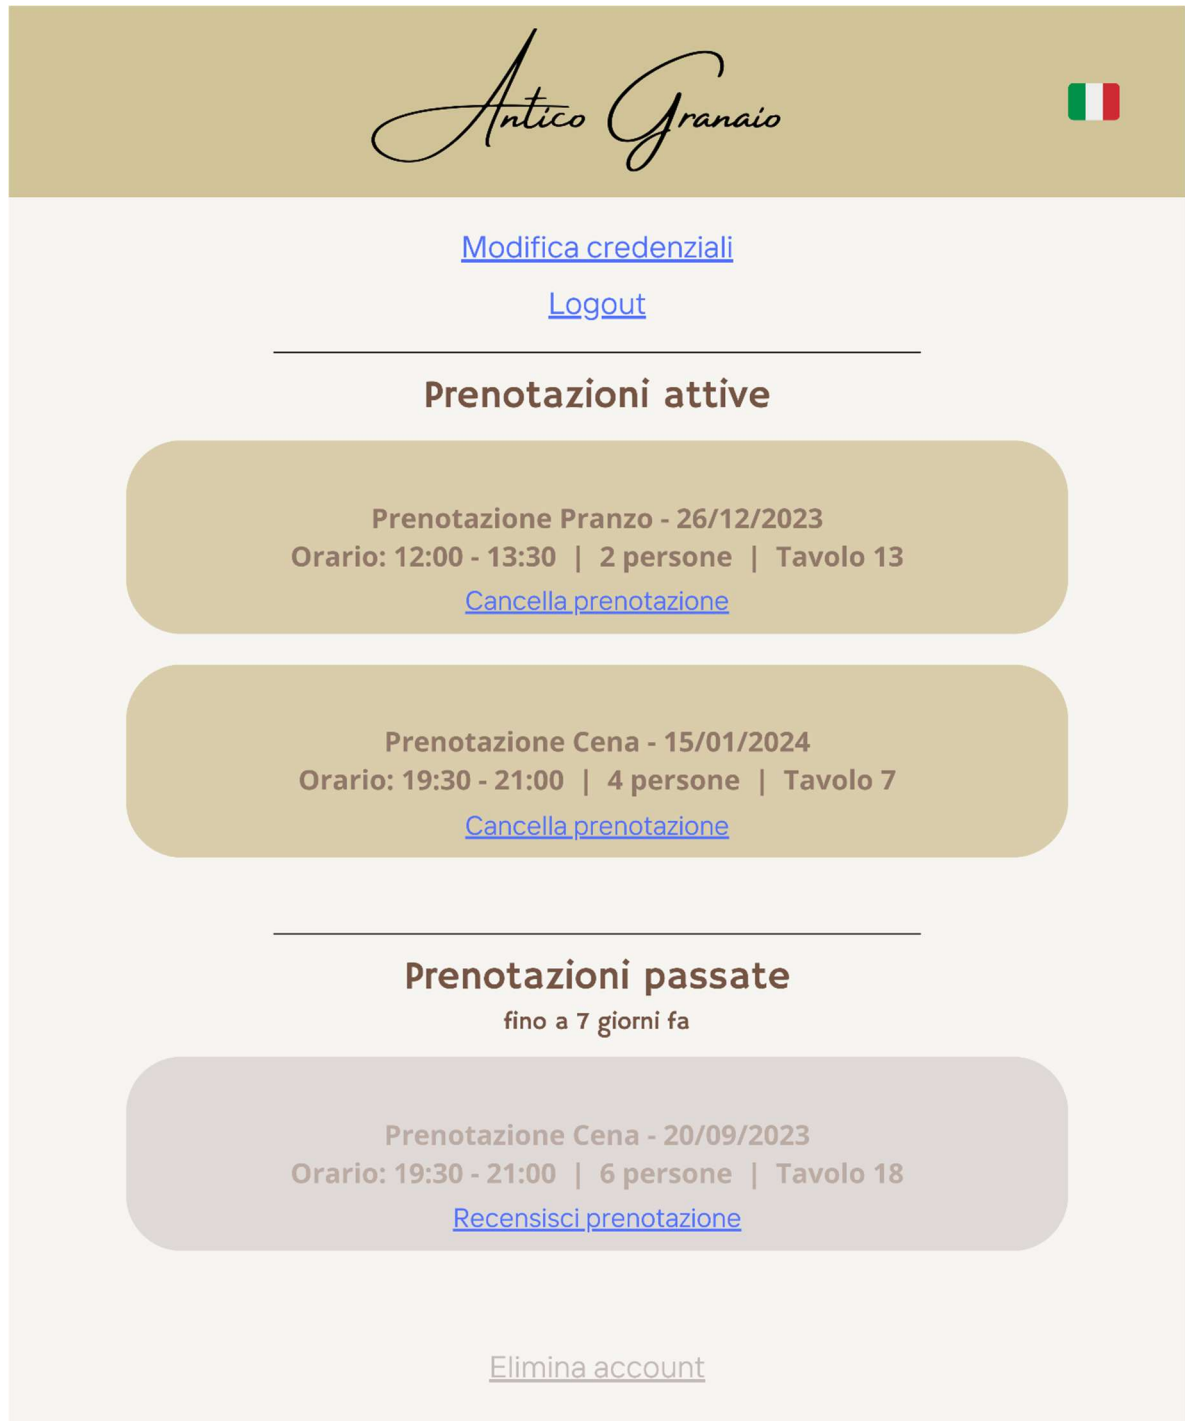 Antico Granaio
Modifica credenziali
Logout
Prenotazioni attive
Prenotazione Pranzo - 26/12/2023
Orario: 12:00 - 13:30 | 2 persone | Tavolo 13
Cancella prenotazione
Prenotazione Cena - 15/01/2024
Orario: 19:30 - 21:00 | 4 persone | Tavolo 7
Cancella prenotazione
Prenotazioni passate
fino a 7 giorni fa
Prenotazione Cena - 20/09/2023
Orario: 19:30 - 21:00 | 6 persone | Tavolo 18
Recensisci prenotazione
Elimina account